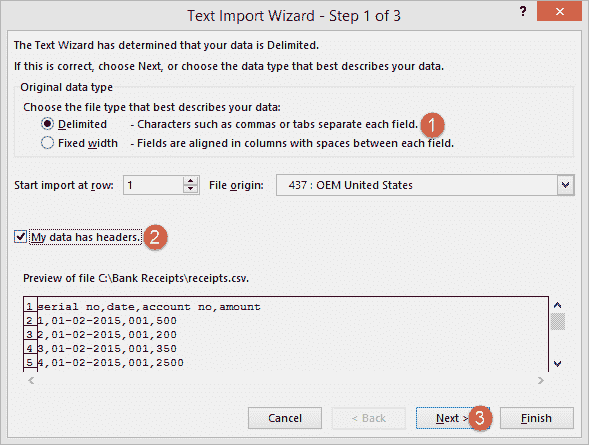 Text Import Wizard - Step 1 of 3
?
The Text Wizard has determined that your data is Delimited.
If this is correct, choose Next, or choose the data type that best describes your data.
Original data type
Choose the file type that best describes your data:
Delimited - Characters such as commas or tabs separate each field. 1
Fixed width - Fields are aligned in columns with spaces between each field.
Start import at row: 1 File origin: 437 : OEM United States
My data has headers. 2
Preview of file C:\Bank Receipts\receipts.csv.
1 serial no,date,account no,amount
2 1,01-02-2015,001,500
3 2,01-02-2015,001,200
4 3,01-02-2015,001,350
5 4,01-02-2015,001,2500
Cancel < Back Next > 3 Finish